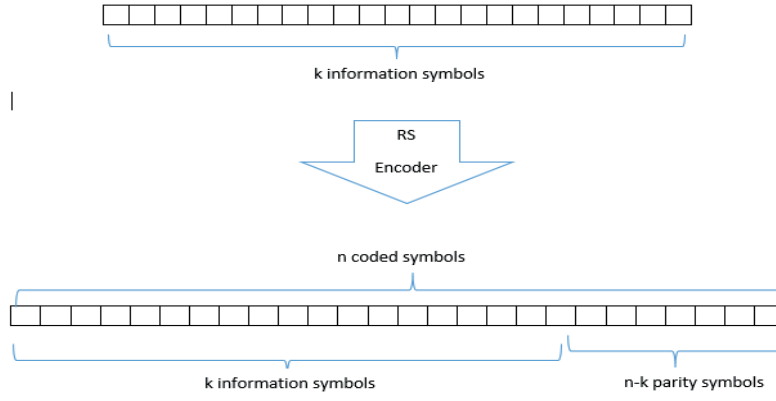 k information symbols
RS
Encoder
n coded symbols
k information symbols
n-k parity symbols